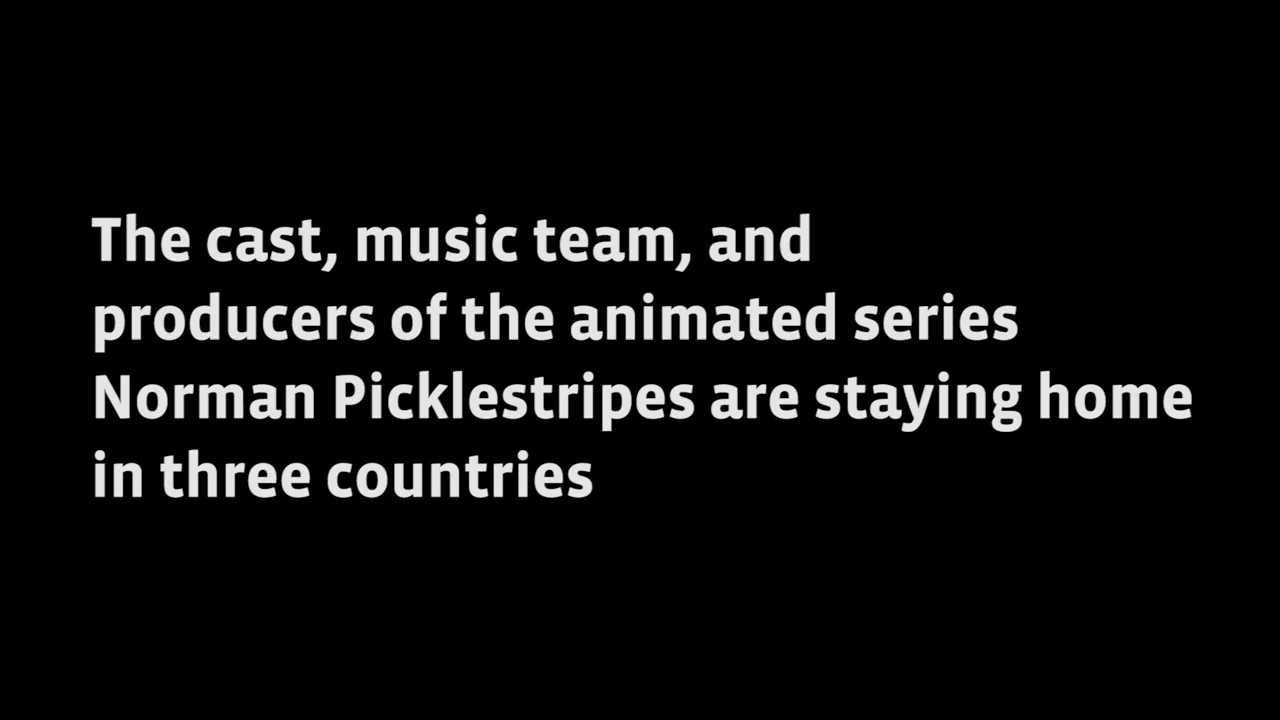 The cast, music team, and
producers of the animated series
Norman Picklestripes are staying home
in three countries